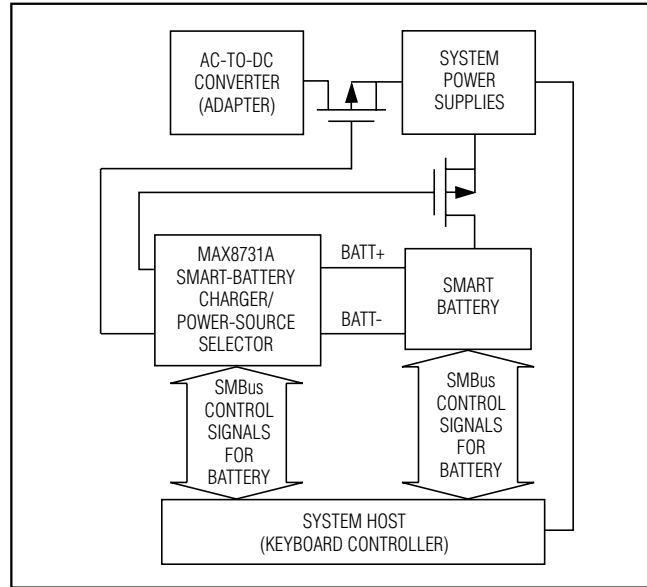 AC-TO-DC
CONVERTER
(ADAPTER)
SYSTEM
POWER
SUPPLIES
MAX8731A
SMART-BATTERY
CHARGER/
POWER-SOURCE
SELECTOR
BATT+
BATT-
SMART
BATTERY
SMBus
CONTROL
SIGNALS
FOR
BATTERY
SMBus
CONTROL
SIGNALS
FOR
BATTERY
SYSTEM HOST
(KEYBOARD CONTROLLER)